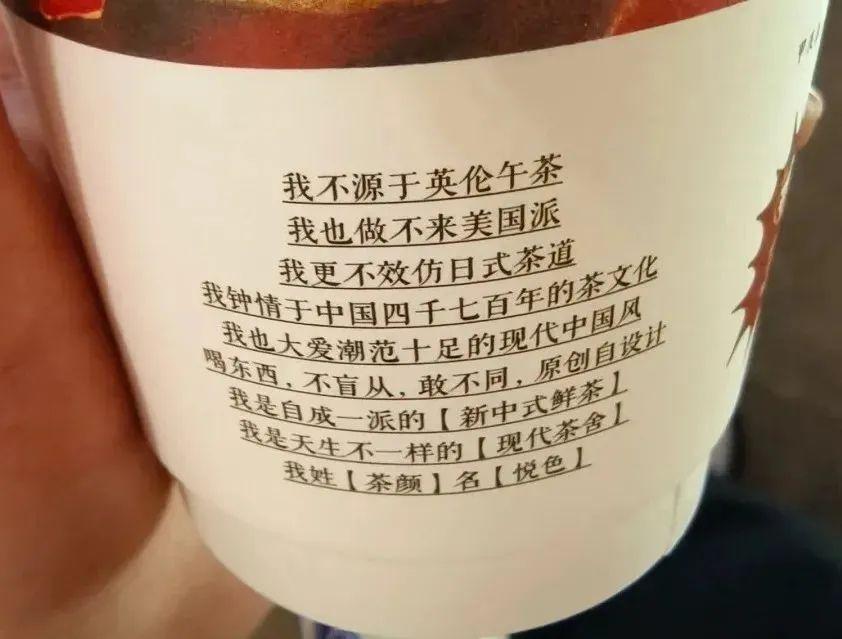 我不源于英伦午茶
我也做不来美国派
我更不效仿日式茶道
我钟情于中国四千七百年的茶文化
我也大爱潮范十足的现代中国风
喝东西，不盲从，敢不同，原创自设计
我是自成一派的【新中式鲜茶】
我是天生不一样的【现代茶舍】
我姓【茶颜】名【悦色】